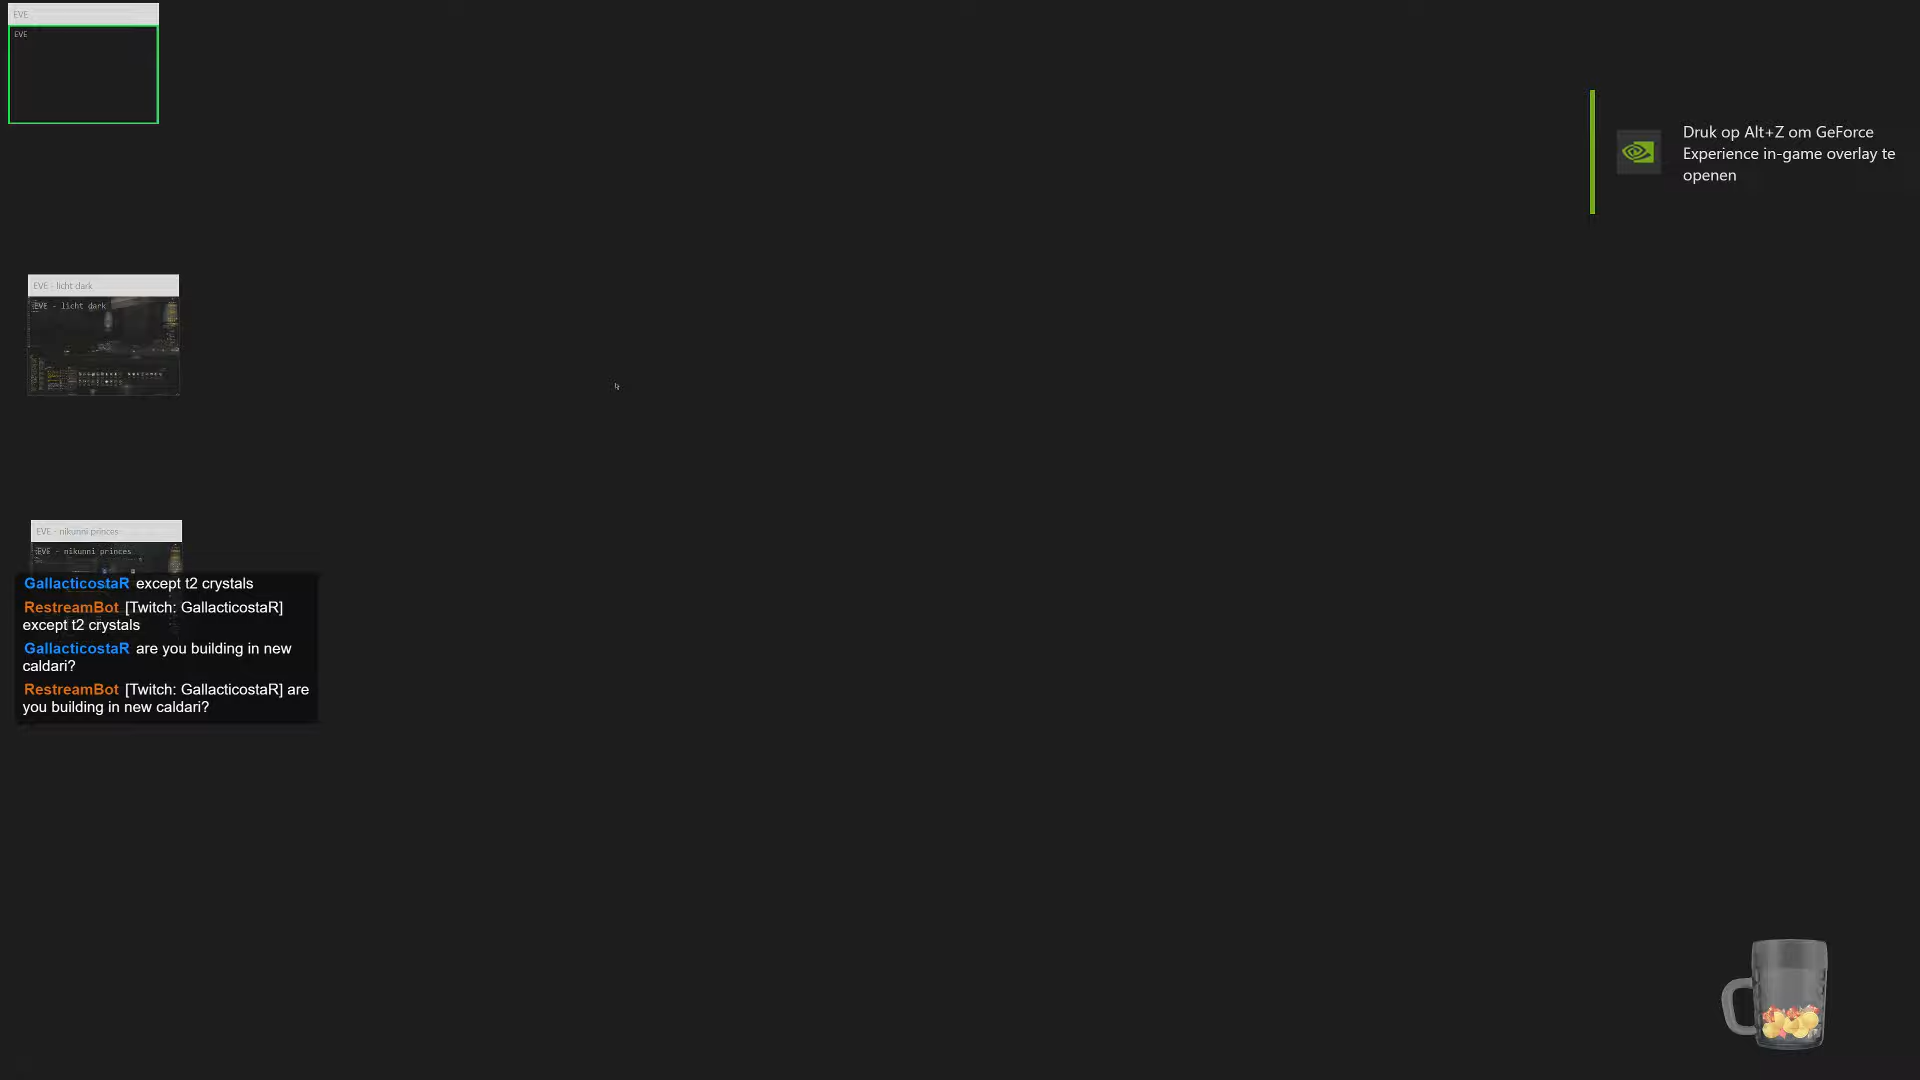 EVE
EVE
Druk op Alt+Z om GeForce
Experience in-game overlay te
openen
EVE - licht dark
EVE - licht dark
EVE - nikunni princes
EVE - nikunni princes
GallacticostaR except t2 crystals
RestreamBot [Twitch: GallacticostaR]
except t2 crystals
GallacticostaR are you building in new
caldari?
RestreamBot [Twitch: GallacticostaR] are
you building in new caldari?